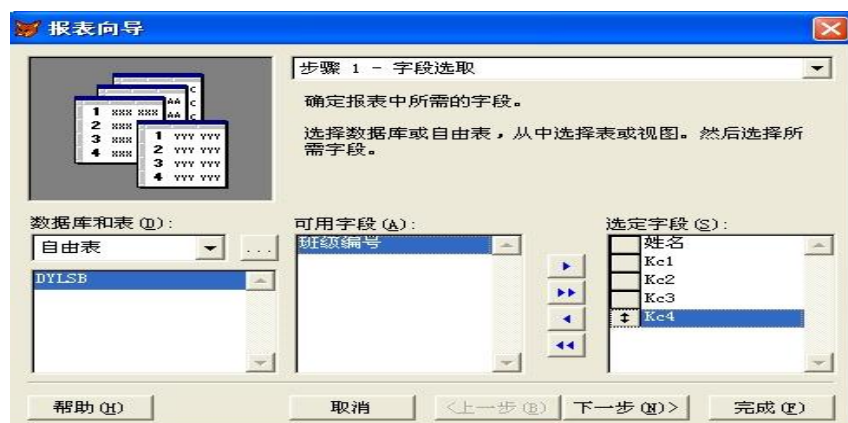 报表向导
步骤 1 - 字段选取
确定报表中所需的字段。
选择数据库或自由表，从中选择表或视图。然后选择所
需字段。
数据库和表(D):
自由表
...
DYLSB
可用字段(A):
班级编号
选定字段(S):
姓名
Kc1
Kc2
Kc3
Kc4
帮助(H)
取消
<上一步(B)
下一步(N)>
完成(F)